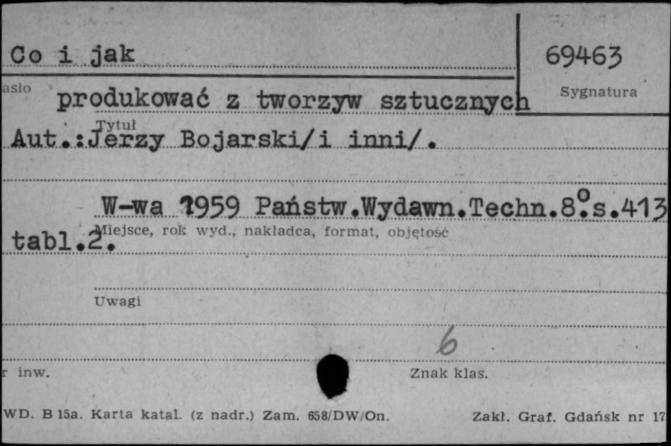 Co i jak
69463
asło
Sygnatura
produkować z tworzyw sztucznych
Tytuł
Aut.:Jerzy Bojarski/i inni/.
W-wa 1959 Państw.Wydawn.Techn.8°.s.413
Miejsce, rok wyd., nakładca, format, objętość
tabl.2.
Uwagi
6
r inw.
Znak klas.
WD. B 15a. Karta katal. (z nadr.) Zam. 658/DW/On.
Zakł. Graf. Gdańsk nr 17